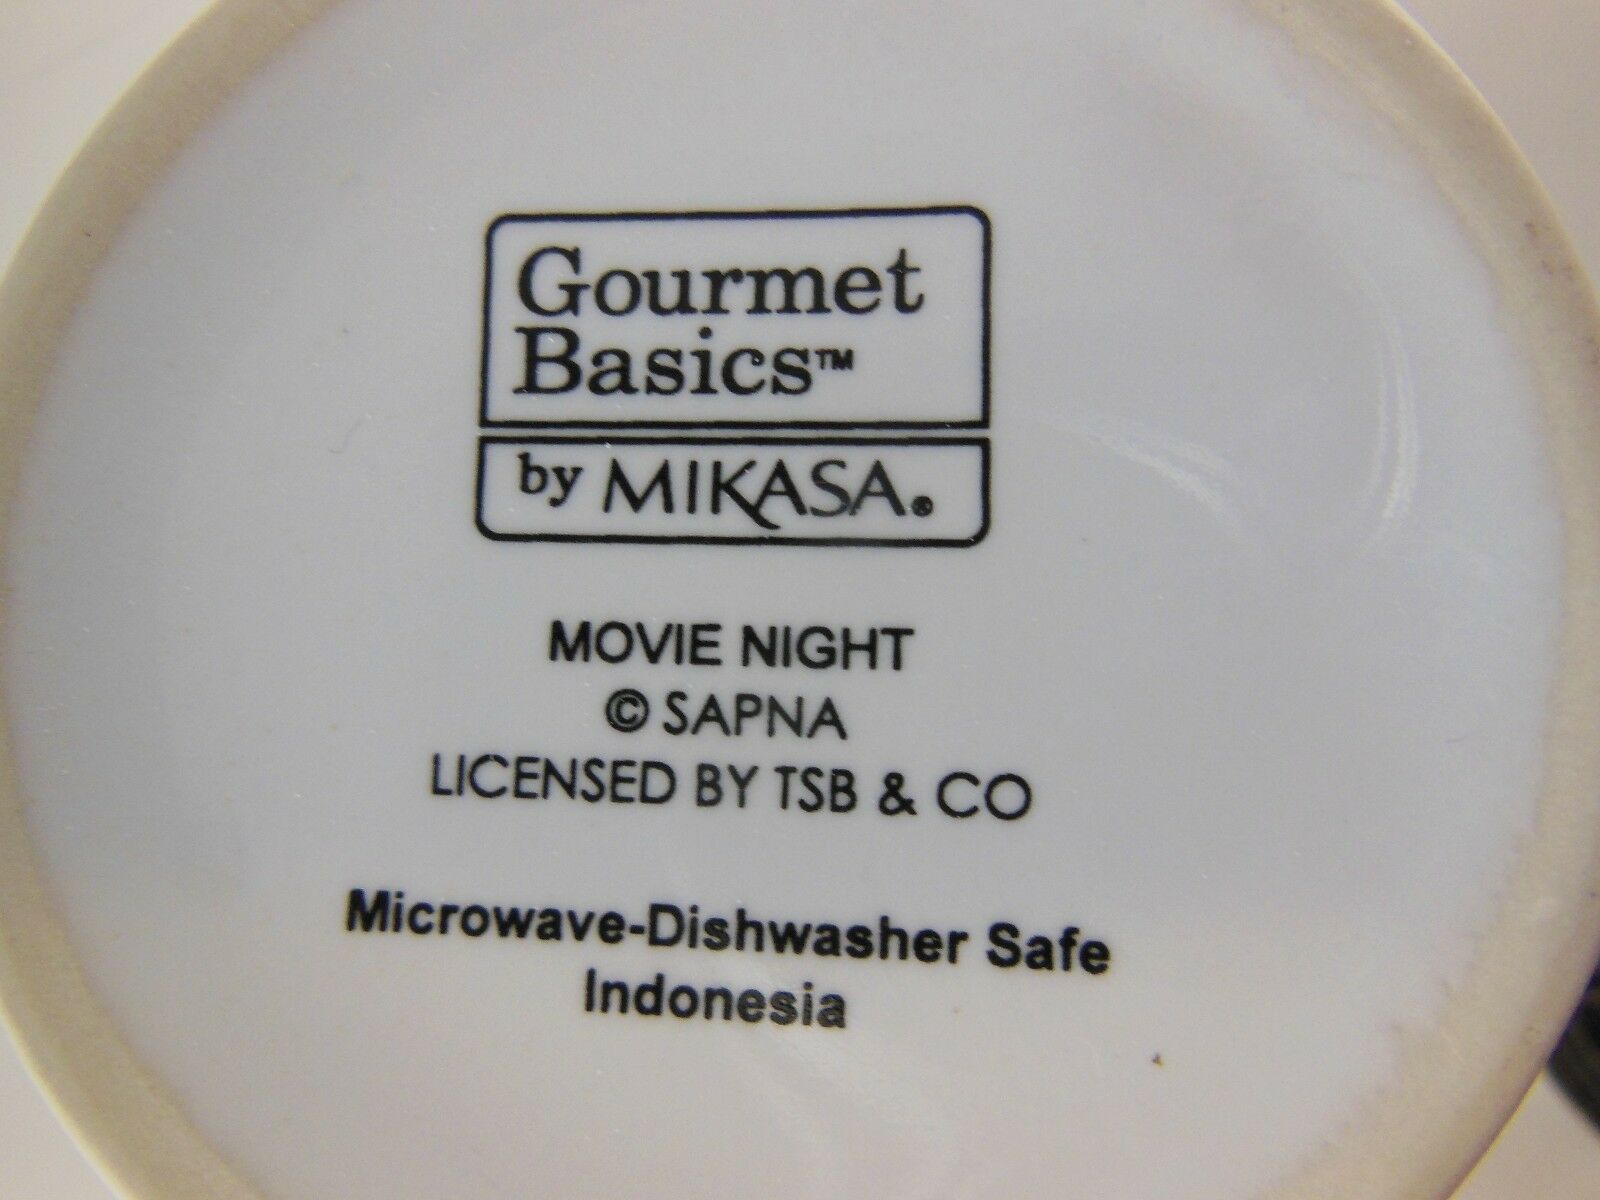 Gourmet
Basics™
by MIKASA®
MOVIE NIGHT
© SAPNA
LICENSED BY TSB & CO
Microwave-Dishwasher Safe
Indonesia